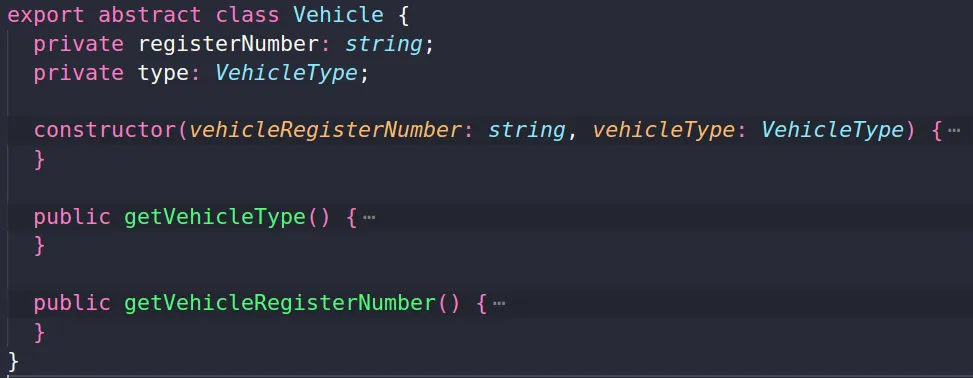 export abstract class Vehicle {
  private registerNumber: string;
  private type: VehicleType;

  constructor(vehicleRegisterNumber: string, vehicleType: VehicleType) { ⋯
  }

  public getVehicleType() { ⋯
  }

  public getVehicleRegisterNumber() { ⋯
  }
}